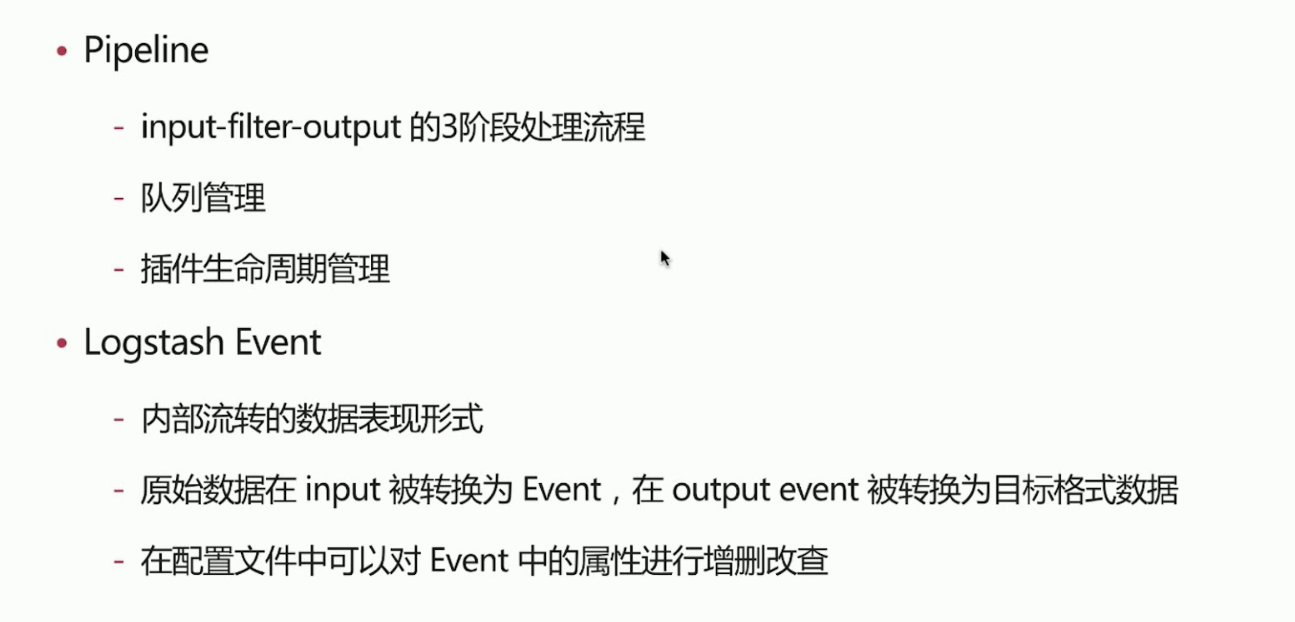 • Pipeline
- input-filter-output 的3阶段处理流程
- 队列管理
- 插件生命周期管理
• Logstash Event
- 内部流转的数据表现形式
- 原始数据在 input 被转换为 Event，在 output event 被转换为目标格式数据
- 在配置文件中可以对 Event 中的属性进行增删改查